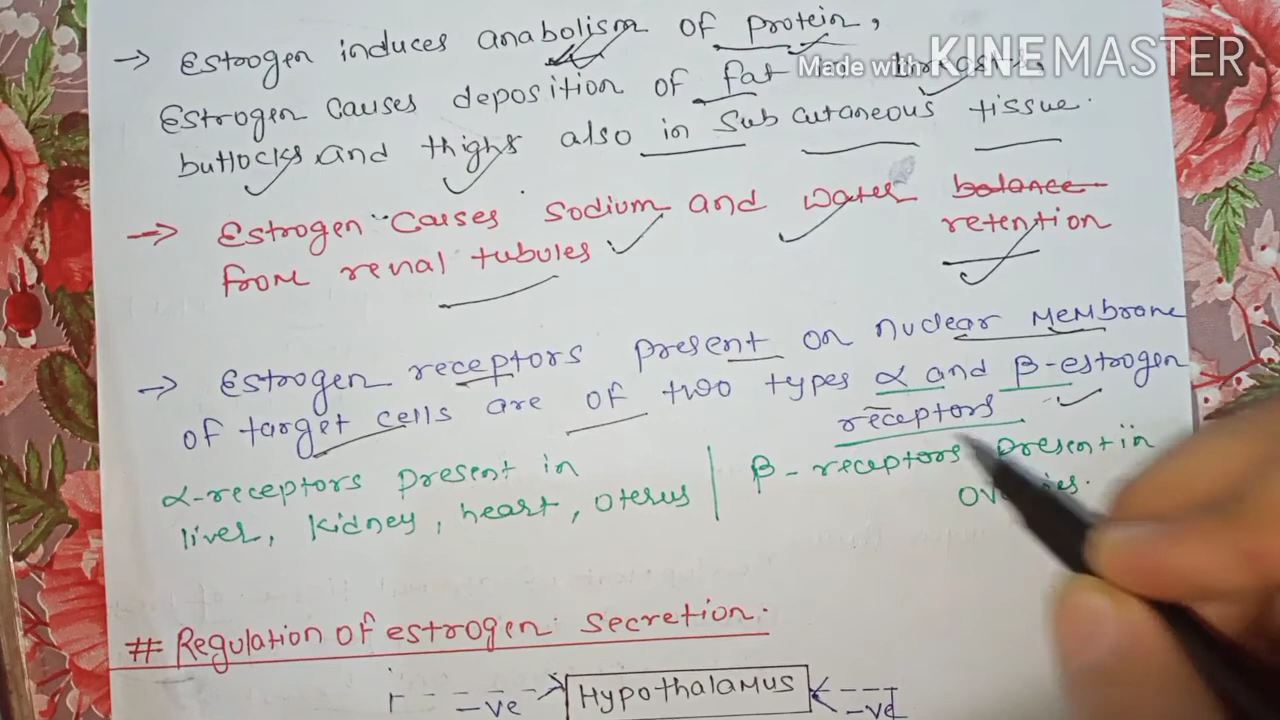 → Estrogen induces anabolism of protein,
Made with KINEMASTER
Estrogen causes deposition of fat
buttocks and thighs also in Sub cutaneous tissue.
→ Estrogen causes sodium and water balance
retention
from renal tubules
→ Estrogen receptors present on nuclear membrane
of target cells are of two types α and β-estrogen
receptors
α-receptors present in
liver, kidney, heart, oterus
β-receptors present in
# Regulation of estrogen secretion.
-ve Hypothalamus -ve